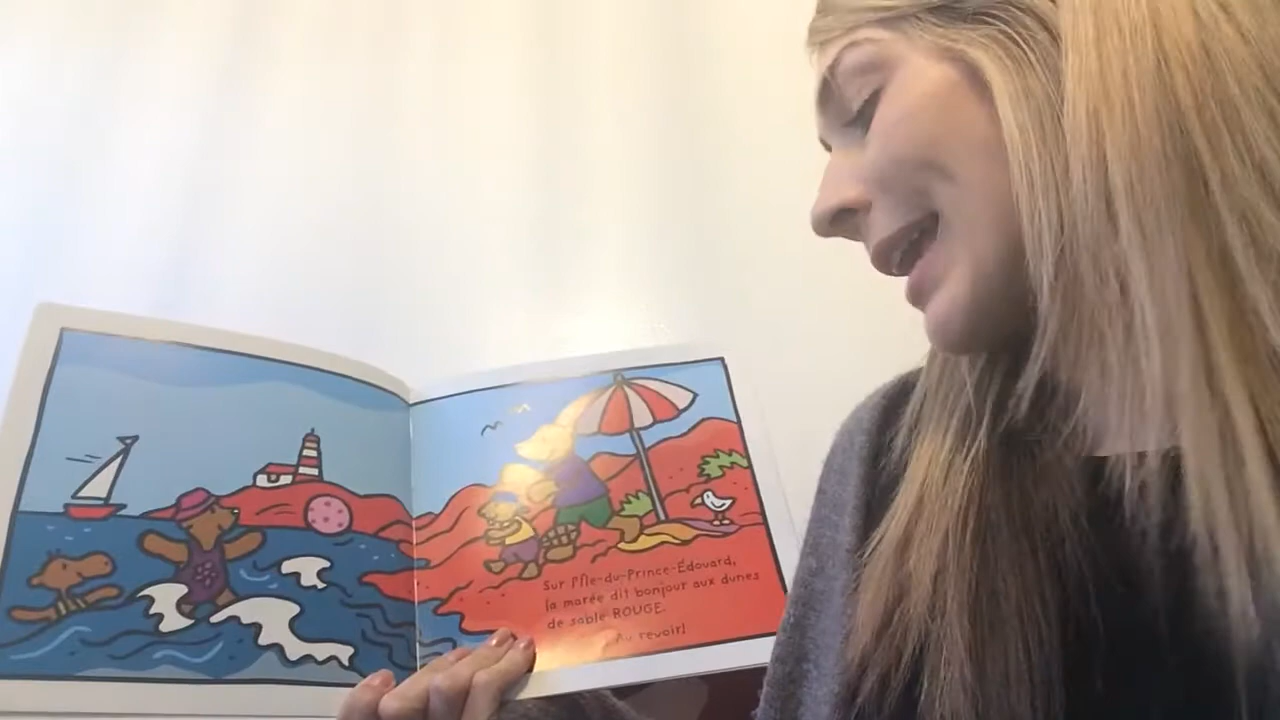 Sur l'Île-du-Prince-Édouard,
la marée dit bonjour aux dunes
de sable ROUGE.
Au revoir!